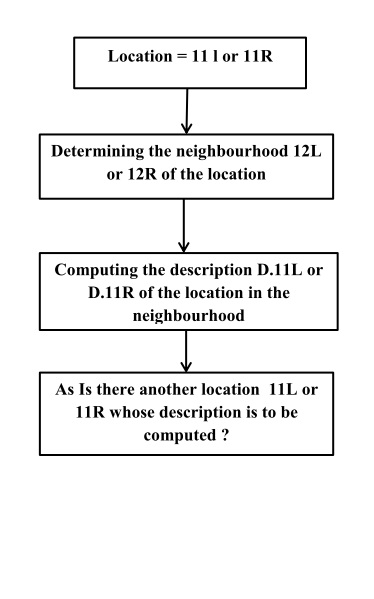 Location = 11 l or 11R
Determining the neighbourhood 12L
or 12R of the location
Computing the description D.11L or
D.11R of the location in the
neighbourhood
As Is there another location 11L or
11R whose description is to be
computed ?